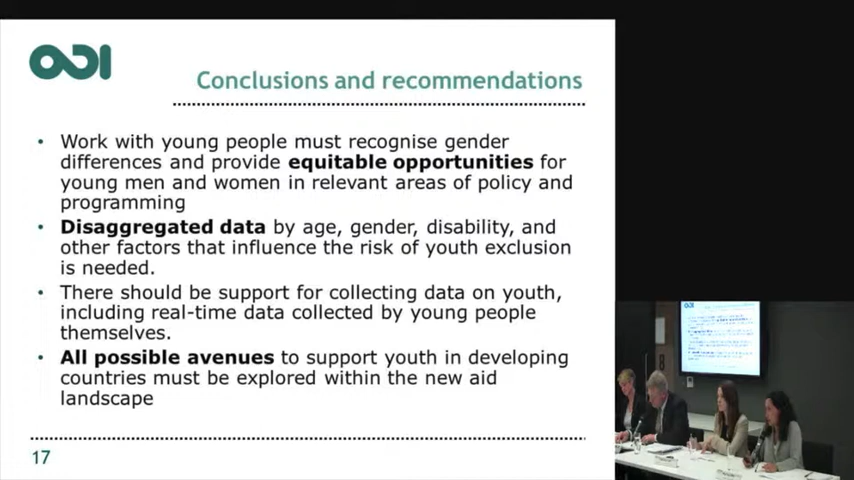 ODI
Conclusions and recommendations
• Work with young people must recognise gender
differences and provide equitable opportunities for
young men and women in relevant areas of policy and
programming
• Disaggregated data by age, gender, disability, and
other factors that influence the risk of youth exclusion
is needed.
• There should be support for collecting data on youth,
including real-time data collected by young people
themselves.
• All possible avenues to support youth in developing
countries must be explored within the new aid
landscape
17